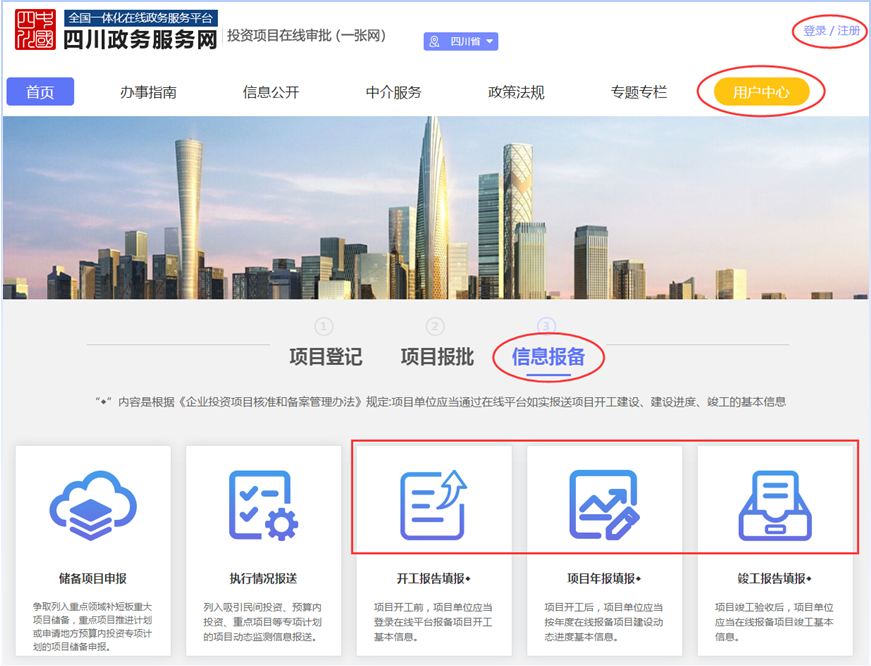 全国一体化在线政务服务平台
四川政务服务网
投资项目在线审批 (一张网)
四川省
登录 / 注册
首页
办事指南
信息公开
中介服务
政策法规
专题专栏
用户中心
1
2
3
项目登记
项目报批
信息报备
“◆” 内容是根据《企业投资项目核准和备案管理办法》规定:项目单位应当通过在线平台如实报送项目开工建设、建设进度、竣工的基本信息
储备项目申报
争取列入重点领域补短板重大
项目储备，重点项目推进计划
或申请地方预算内投资专项计
划的项目储备申报。
执行情况报送
列入吸引民间投资、预算内
投资、重点项目等专项计划
的项目动态监测信息报送。
开工报告填报◆
项目开工前，项目单位应当
登录在线平台报备项目开工
基本信息。
项目年报填报◆
项目开工后，项目单位应当
按年度在线报备项目建设动
态进度基本信息。
竣工报告填报◆
项目竣工验收后，项目单位
应当在线报备项目竣工基本
信息。